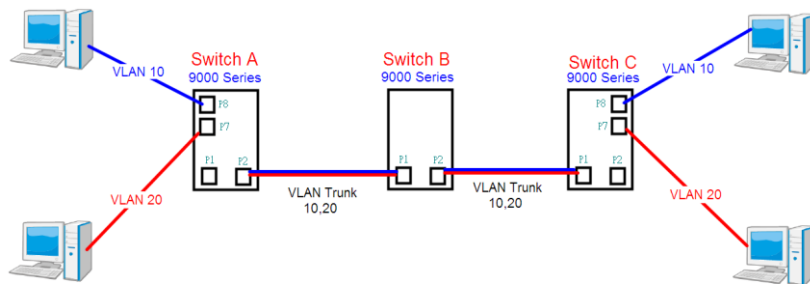 Switch A
9000 Series
Switch B
9000 Series
Switch C
9000 Series
VLAN 10
VLAN 10
P8
P7
P8
P7
P1
P2
P1
P2
P1
P2
VLAN 20
VLAN Trunk
10,20
VLAN Trunk
10,20
VLAN 20